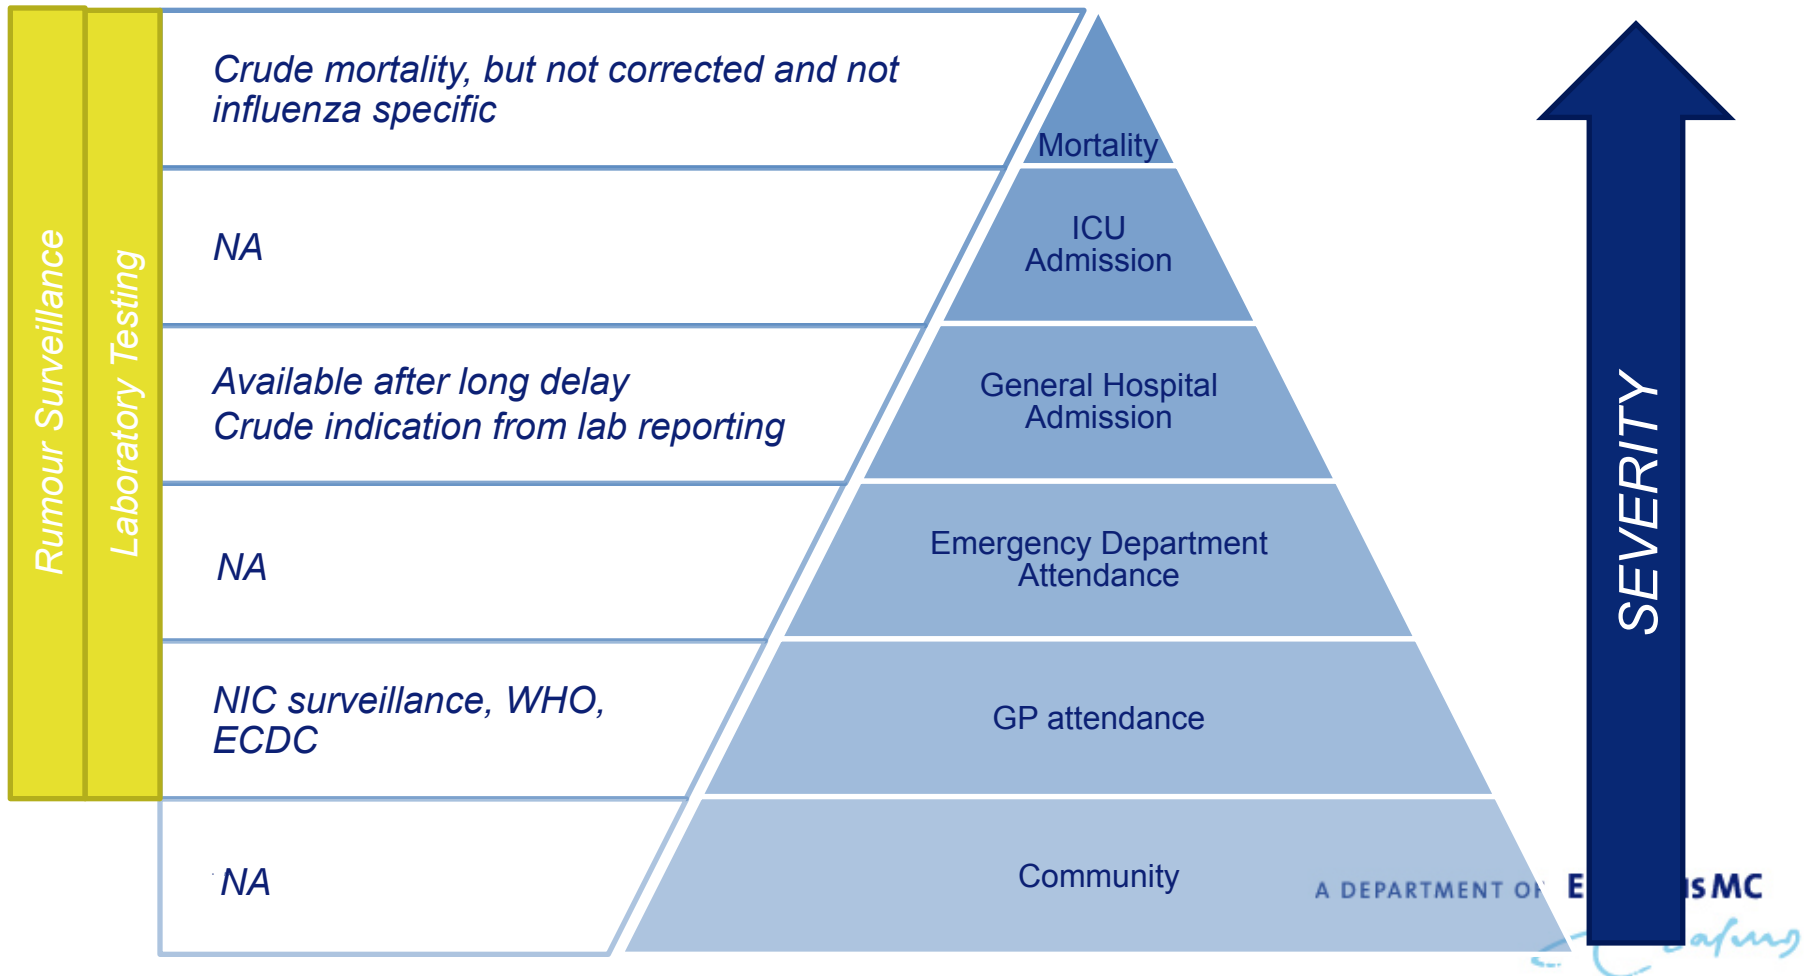 Rumour Surveillance
Laboratory Testing
Crude mortality, but not corrected and not
influenza specific
Mortality
NA
ICU
Admission
Available after long delay
Crude indication from lab reporting
General Hospital
Admission
NA
Emergency Department
Attendance
NIC surveillance, WHO,
ECDC
GP attendance
NA
Community
SEVERITY
A DEPARTMENT OF
MC